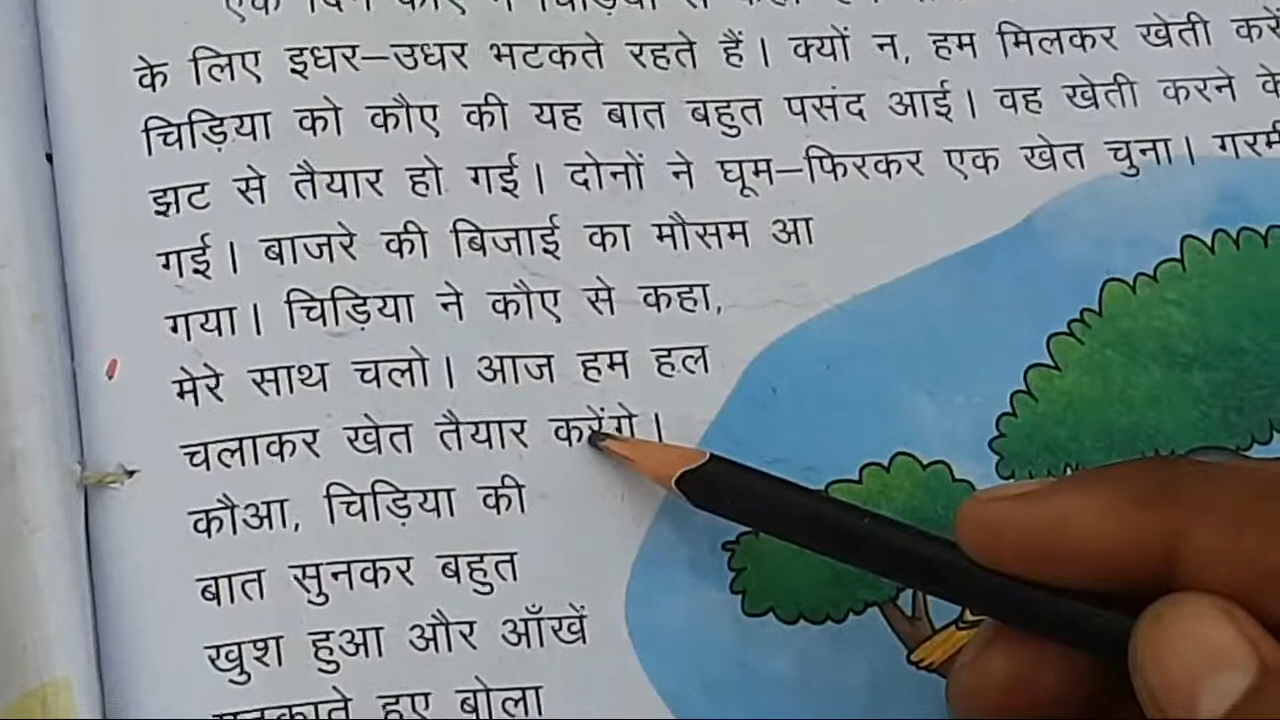 के लिए इधर–उधर भटकते रहते हैं। क्यों न, हम मिलकर खेती करें
चिड़िया को कौए की यह बात बहुत पसंद आई। वह खेती करने के
झट से तैयार हो गई। दोनों ने घूम–फिरकर एक खेत चुना। गरमी
गई। बाजरे की बिजाई का मौसम आ
गया। चिड़िया ने कौए से कहा,
मेरे साथ चलो। आज हम हल
चलाकर खेत तैयार करेंगे।
कौआ, चिड़िया की
बात सुनकर बहुत
खुश हुआ और आँखें
हुए बोला